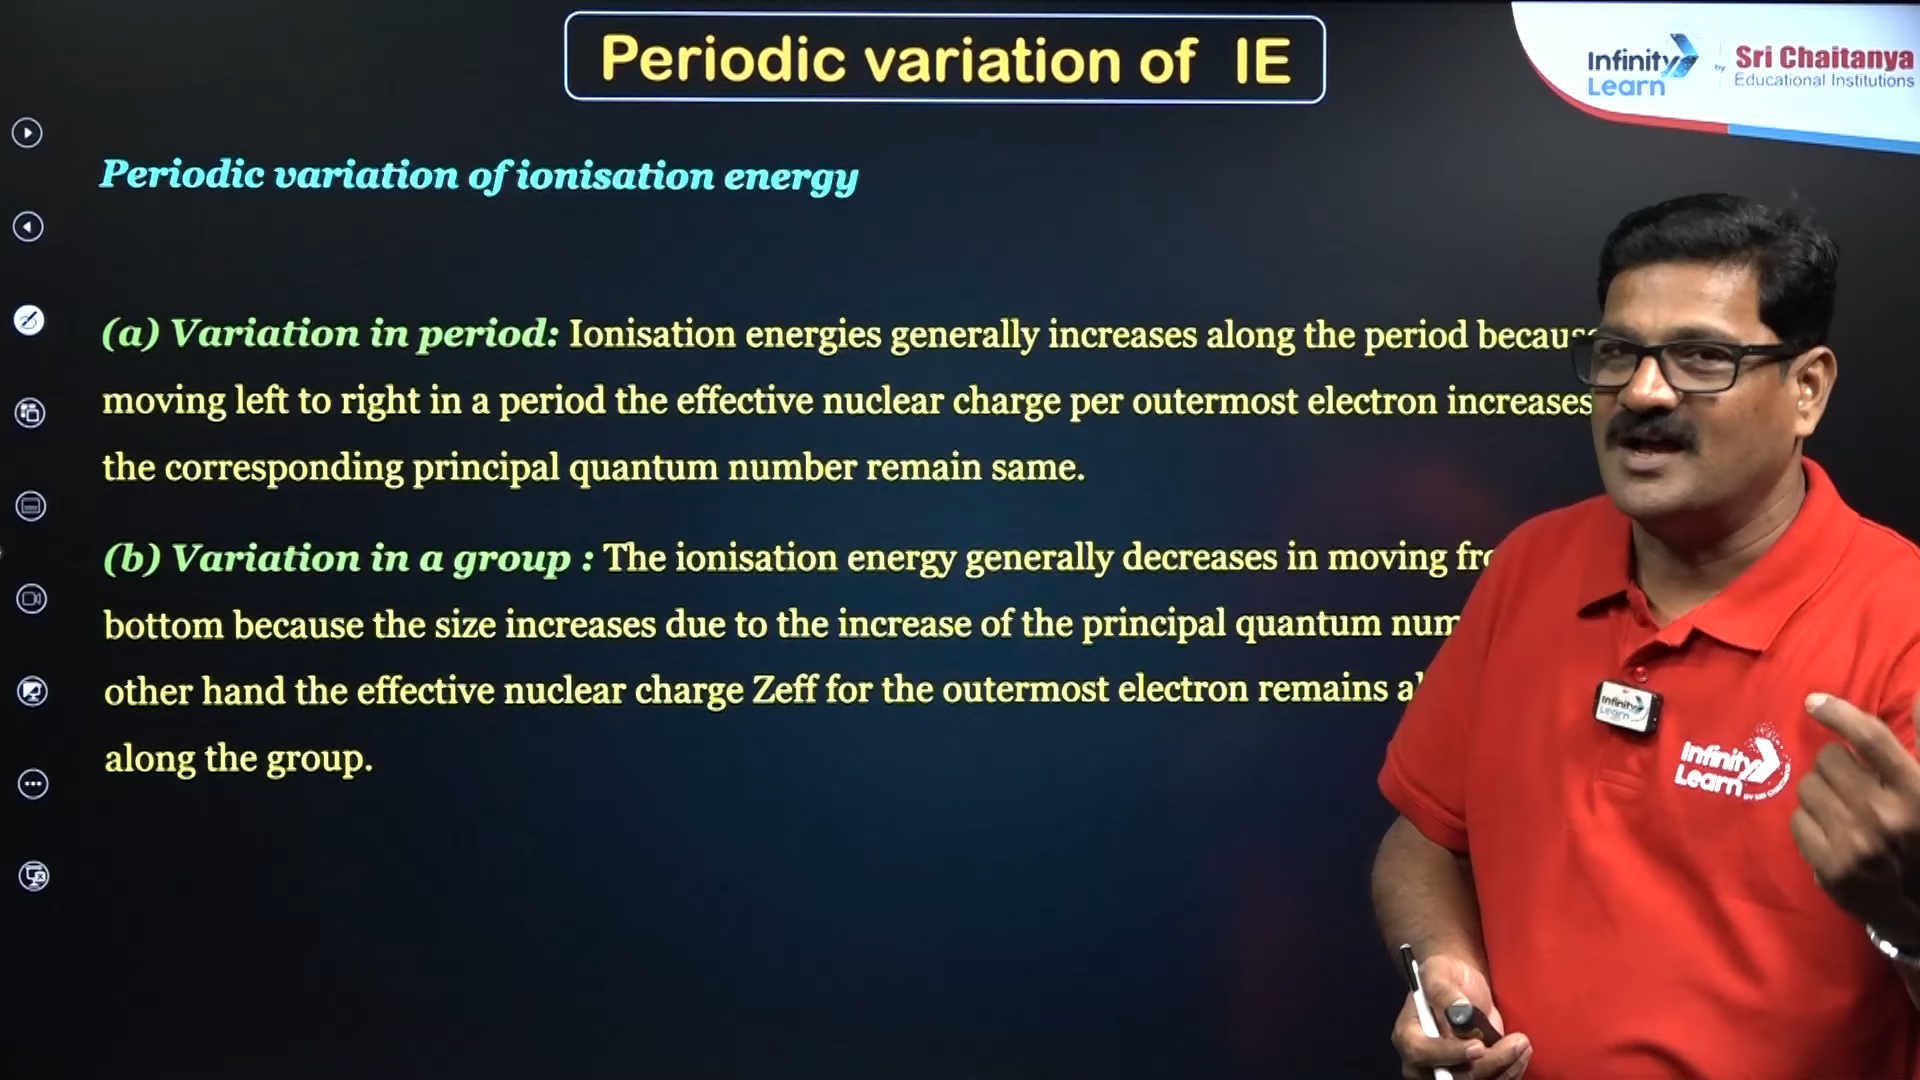 Periodic variation of IE
Infinity Learn by Sri Chaitanya Educational Institutions
Periodic variation of ionisation energy
(a) Variation in period: Ionisation energies generally increases along the period
moving left to right in a period the effective nuclear charge per outermost electron increases
the corresponding principal quantum number remain same.
(b) Variation in a group : The ionisation energy generally decreases in moving
bottom because the size increases due to the increase of the principal quantum
other hand the effective nuclear charge Zeff for the outermost electron remains
along the group.
Infinity Learn
Infinity Learn